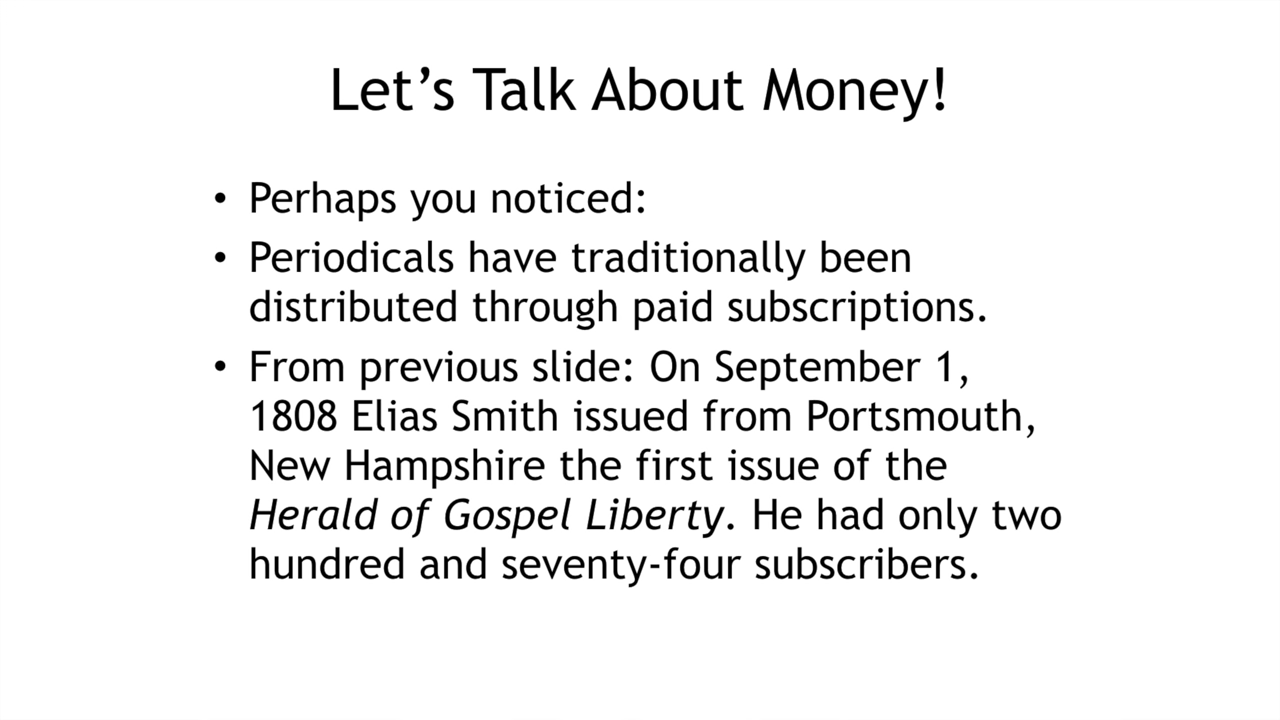 Let’s Talk About Money!
• Perhaps you noticed:
• Periodicals have traditionally been
distributed through paid subscriptions.
• From previous slide: On September 1,
1808 Elias Smith issued from Portsmouth,
New Hampshire the first issue of the
Herald of Gospel Liberty. He had only two
hundred and seventy-four subscribers.